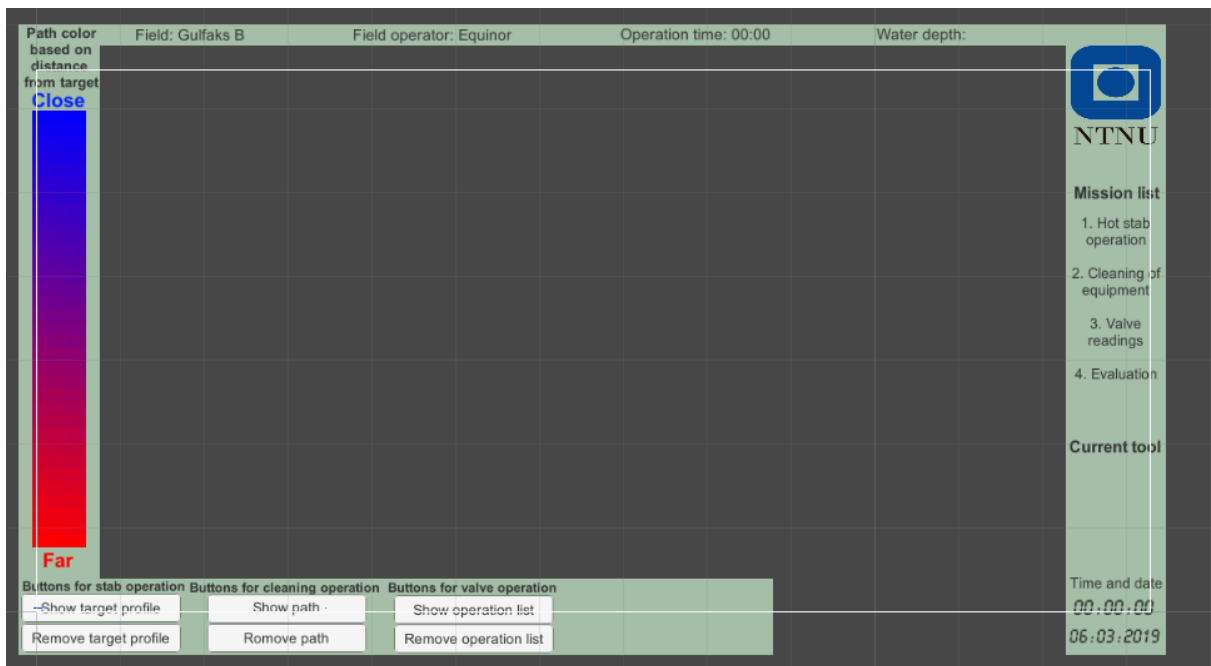 Path color
based on
distance
from target
Close
Far
Field: Gulfaks B
Field operator: Equinor
Operation time: 00:00
Water depth:
NTNU
Mission list
1. Hot stab
operation
2. Cleaning of
equipment
3. Valve
readings
4. Evaluation
Current tool
Time and date
00:00:00
06:03:2019
Buttons for stab operation
Show target profile
Remove target profile
Buttons for cleaning operation
Show path
Romove path
Buttons for valve operation
Show operation list
Remove operation list